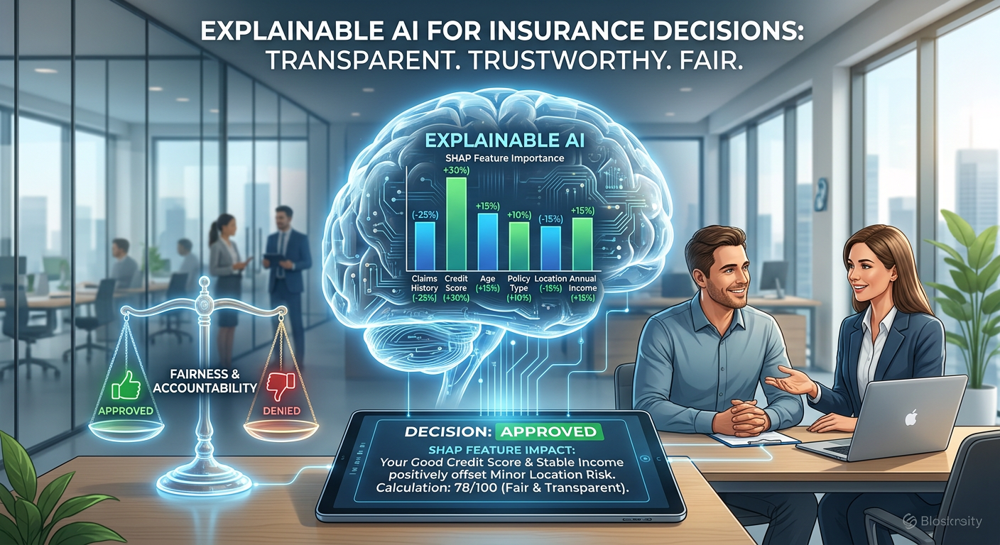 EXPLAINABLE AI FOR INSURANCE DECISIONS:
TRANSPARENT. TRUSTWORTHY. FAIR.
EXPLAINABLE AI
SHAP Feature Importance
+30%)
(-25%)
+15%)
+10%)
(-15%)
+15%)
Claims History (-25%)
Credit Score (+30%)
Age (+15%)
Policy Type (+10%)
Location (-15%)
Annual Income (+15%)
FAIRNESS &
ACCOUNTABILITY
APPROVED
DENIED
DECISION: APPROVED
SHAP FEATURE IMPACT:
Your Good Credit Score & Stable Income
positively offset Minor Location Risk.
Calculation: 78/100 (Fair & Transparent).